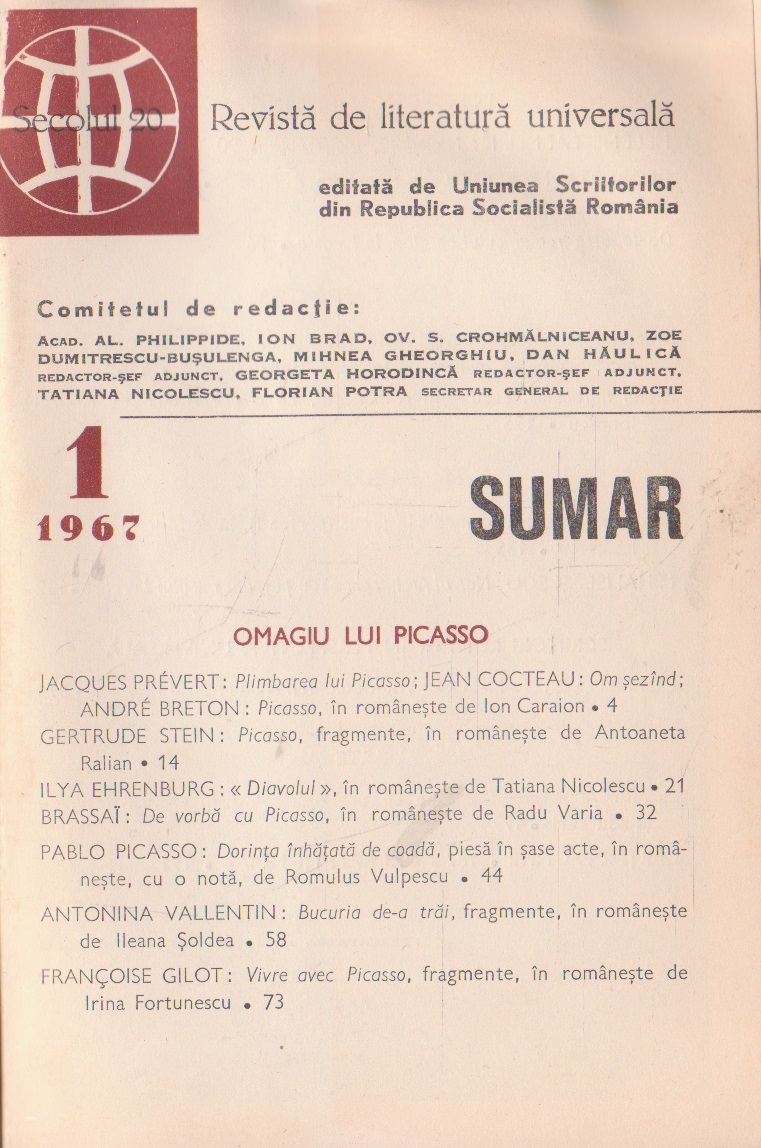 Secolul 20
Revistă de literatură universală
editată de Uniunea Scriitorilor
din Republica Socialistă România
Comitetul de redacție:
ACAD. AL. PHILIPPIDE, ION BRAD, OV. S. CROHMĂLNICEANU, ZOE
DUMITRESCU-BUȘULENGA, MIHNEA GHEORGHIU, DAN HĂULICĂ
REDACTOR-ȘEF ADJUNCT, GEORGETA HORODINCĂ REDACTOR-ȘEF ADJUNCT,
TATIANA NICOLESCU, FLORIAN POTRA SECRETAR GENERAL DE REDACȚIE
1
1967
SUMAR
OMAGIU LUI PICASSO
JACQUES PRÉVERT: Plimbarea lui Picasso; JEAN COCTEAU: Om șezînd;
ANDRÉ BRETON: Picasso, în românește de Ion Caraion • 4
GERTRUDE STEIN: Picasso, fragmente, în românește de Antoaneta
Ralian • 14
ILYA EHRENBURG: « Diavolul », în românește de Tatiana Nicolescu • 21
BRASSAÏ: De vorbă cu Picasso, în românește de Radu Varia • 32
PABLO PICASSO: Dorința înhățată de coadă, piesă în șase acte, în romă-
nește, cu o notă, de Romulus Vulpescu • 44
ANTONINA VALLENTIN: Bucuria de-a trăi, fragmente, în românește
de Ileana Șoldea • 58
FRANÇOISE GILOT: Vivre avec Picasso, fragmente, în românește de
Irina Fortunescu • 73